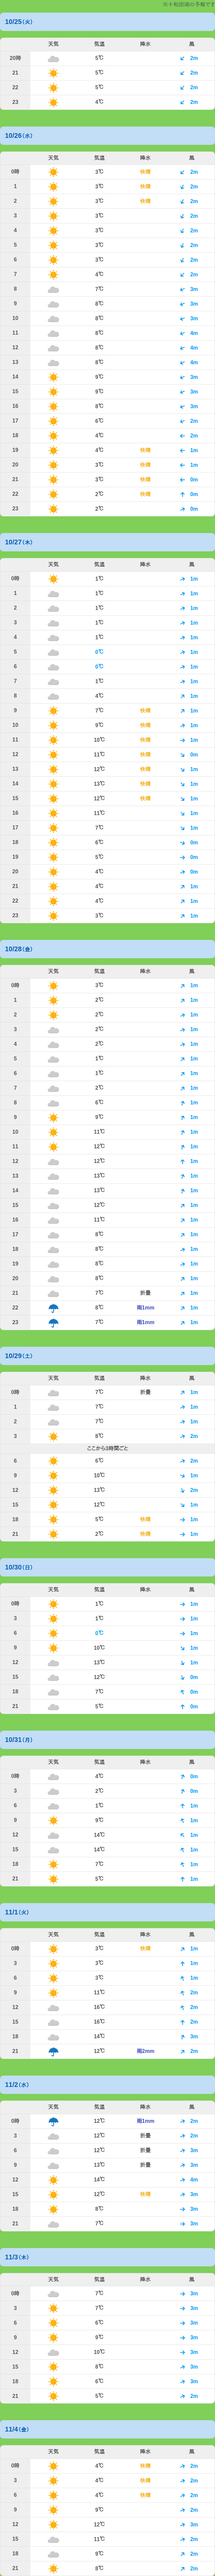 ※十和田湖の予報です
10/25(火)
天気 気温 降水 風
20時 5℃ 2m
21 5℃ 2m
22 5℃ 2m
23 4℃ 2m
10/26(水)
天気 気温 降水 風
0時 3℃ 快晴 2m
1 3℃ 快晴 2m
2 3℃ 快晴 2m
3 3℃ 2m
4 3℃ 2m
5 3℃ 2m
6 3℃ 2m
7 4℃ 2m
8 7℃ 3m
9 8℃ 3m
10 8℃ 3m
11 8℃ 4m
12 8℃ 4m
13 8℃ 4m
14 9℃ 3m
15 9℃ 3m
16 8℃ 3m
17 6℃ 2m
18 4℃ 2m
19 4℃ 快晴 1m
20 3℃ 快晴 1m
21 3℃ 快晴 0m
22 2℃ 快晴 0m
23 2℃ 0m
10/27(木)
天気 気温 降水 風
0時 1℃ 1m
1 1℃ 1m
2 1℃ 1m
3 1℃ 1m
4 1℃ 1m
5 0℃ 1m
6 0℃ 1m
7 1℃ 1m
8 4℃ 1m
9 7℃ 快晴 1m
10 9℃ 快晴 1m
11 10℃ 快晴 1m
12 11℃ 快晴 0m
13 12℃ 快晴 1m
14 13℃ 快晴 1m
15 12℃ 快晴 1m
16 11℃ 1m
17 7℃ 1m
18 6℃ 0m
19 5℃ 0m
20 4℃ 0m
21 4℃ 1m
22 4℃ 1m
23 3℃ 1m
10/28(金)
天気 気温 降水 風
0時 3℃ 1m
1 2℃ 1m
2 2℃ 1m
3 2℃ 1m
4 2℃ 1m
5 1℃ 1m
6 1℃ 1m
7 2℃ 1m
8 6℃ 1m
9 9℃ 1m
10 11℃ 1m
11 12℃ 1m
12 12℃ 1m
13 13℃ 1m
14 13℃ 1m
15 12℃ 1m
16 11℃ 1m
17 8℃ 1m
18 8℃ 1m
19 8℃ 1m
20 8℃ 1m
21 7℃ 折畳 1m
22 8℃ 雨1mm 1m
23 7℃ 雨1mm 1m
10/29(土)
天気 気温 降水 風
0時 7℃ 折畳 1m
1 7℃ 1m
2 7℃ 1m
3 8℃ 2m
ここから3時間ごと
6 6℃ 2m
9 10℃ 1m
12 13℃ 2m
15 12℃ 1m
18 5℃ 快晴 1m
21 2℃ 快晴 1m
10/30(日)
天気 気温 降水 風
0時 1℃ 1m
3 1℃ 1m
6 0℃ 1m
9 10℃ 1m
12 13℃ 1m
15 12℃ 0m
18 7℃ 0m
21 5℃ 0m
10/31(月)
天気 気温 降水 風
0時 4℃ 0m
3 2℃ 0m
6 1℃ 1m
9 9℃ 1m
12 14℃ 1m
15 14℃ 1m
18 7℃ 1m
21 5℃ 1m
11/1(火)
天気 気温 降水 風
0時 3℃ 快晴 1m
3 3℃ 1m
6 3℃ 1m
9 11℃ 2m
12 16℃ 2m
15 16℃ 2m
18 14℃ 3m
21 12℃ 雨2mm 2m
11/2(水)
天気 気温 降水 風
0時 12℃ 雨1mm 2m
3 12℃ 折畳 2m
6 12℃ 折畳 3m
9 13℃ 折畳 3m
12 14℃ 4m
15 12℃ 快晴 3m
18 8℃ 3m
21 7℃ 3m
11/3(木)
天気 気温 降水 風
0時 7℃ 3m
3 7℃ 3m
6 6℃ 3m
9 9℃ 3m
12 10℃ 3m
15 8℃ 3m
18 6℃ 3m
21 5℃ 2m
11/4(金)
天気 気温 降水 風
0時 4℃ 快晴 2m
3 4℃ 快晴 2m
6 4℃ 快晴 2m
9 9℃ 2m
12 12℃ 3m
15 11℃ 2m
18 9℃ 2m
21 8℃ 2m